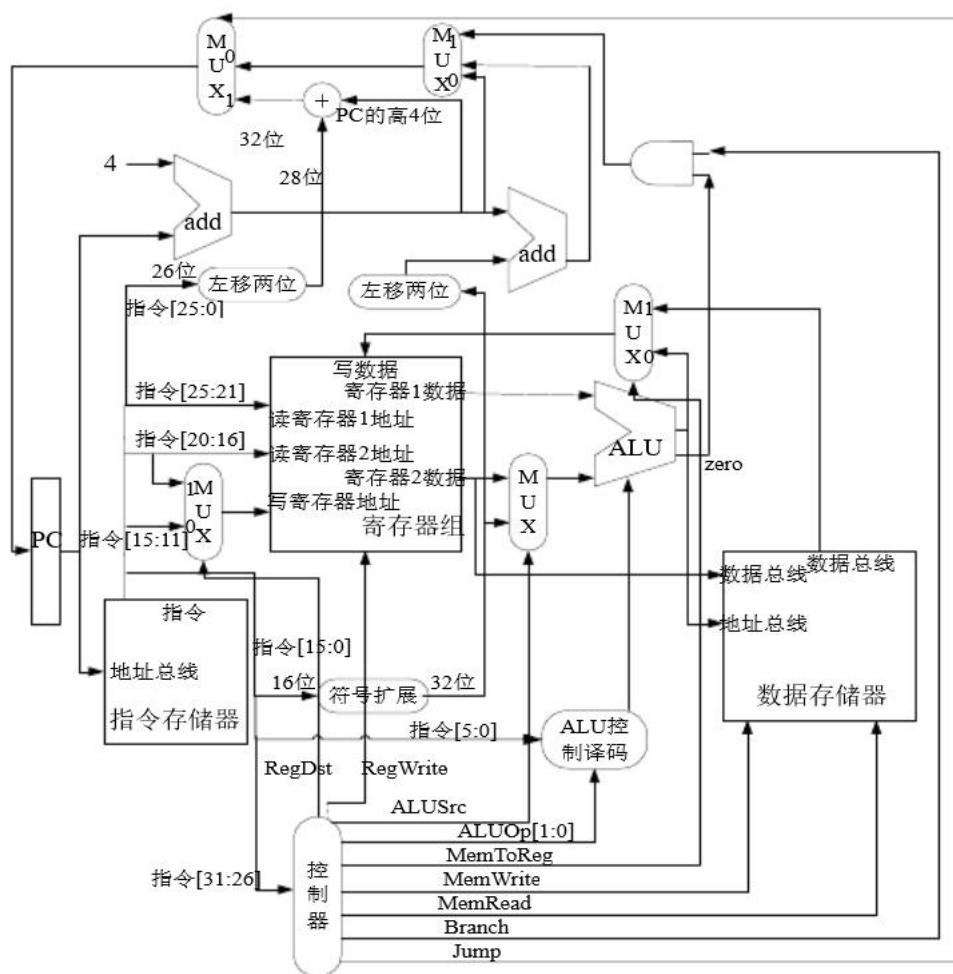 M
U
X
0
1
M
U
X
1
0
PC的高4位
32位
4
28位
add
add
26位
左移两位
左移两位
指令[25:0]
M
U
X
1
0
写数据
指令[25:21]
寄存器1数据
读寄存器1地址
ALU
指令[20:16]
读寄存器2地址
zero
寄存器2数据
M
U
X
1
0
M
U
X
写寄存器地址
寄存器组
PC
指令[15:11]
数据总线
数据总线
指令
地址总线
指令[15:0]
地址总线
16位
符号扩展
32位
数据存储器
指令存储器
指令[5:0]
ALU控
制译码
RegDst
RegWrite
ALUSrc
ALUOp[1:0]
MemToReg
指令[31:26]
控
制
器
MemWrite
MemRead
Branch
Jump